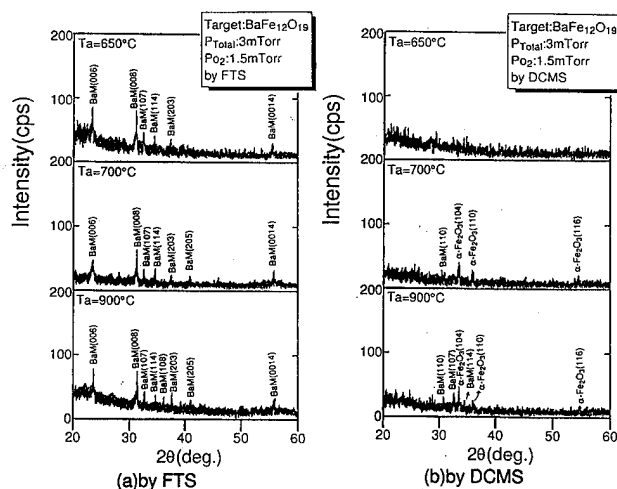 Target:BaFe12O19
PTotal:3mTorr
Po2:1.5mTorr
by FTS
Ta=650°C
BaM(006)
BaM(008)
BaM(107)
BaM(114)
BaM(203)
BaM(0014)
Ta=700°C
BaM(006)
BaM(008)
BaM(107)
BaM(114)
BaM(203)
BaM(205)
BaM(0014)
Ta=900°C
BaM(006)
BaM(008)
BaM(107)
BaM(114)
BaM(108)
BaM(203)
BaM(205)
BaM(0014)
Intensity(cps)
200
100
200
100
200
100
0
20 30 40 50 60
2θ(deg.)
(a)by FTS
Target:BaFe12O19
PTotal:3mTorr
Po2:1.5mTorr
by DCMS
Ta=650°C
Ta=700°C
BaM(110)
α-Fe2O3(104)
α-Fe2O3(110)
α-Fe2O3(116)
Ta=900°C
BaM(110)
BaM(107)
α-Fe2O3(104)
BaM(114)
α-Fe2O3(110)
α-Fe2O3(116)
Intensity(cps)
200
100
200
100
200
100
0
20 30 40 50 60
2θ(deg.)
(b)by DCMS